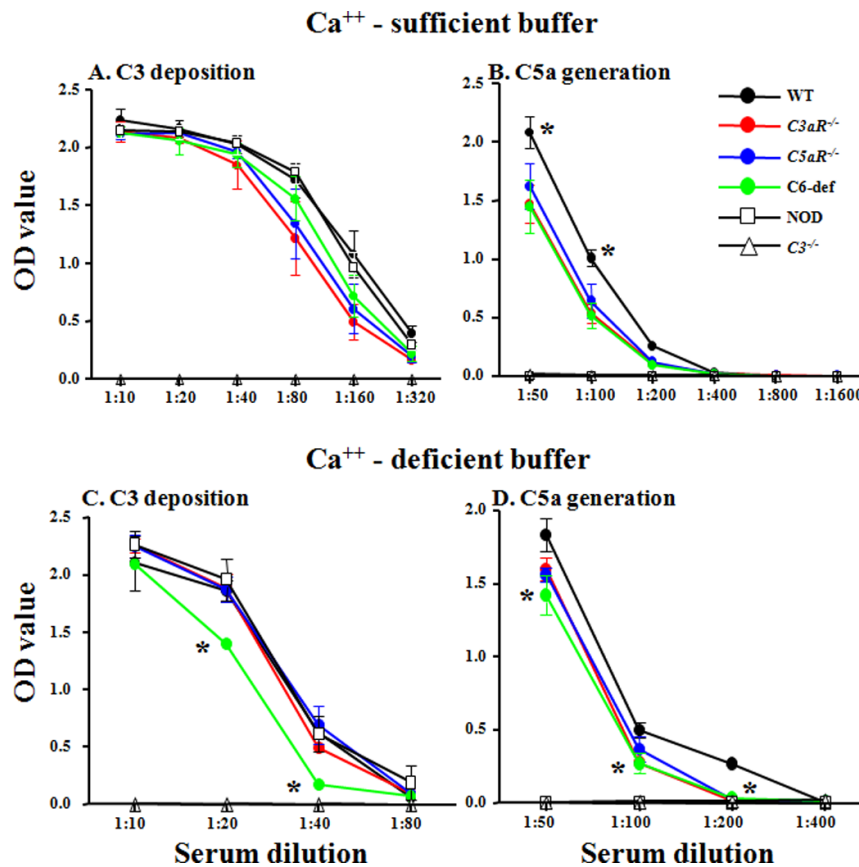 Ca++ - sufficient buffer
A. C3 deposition
B. C5a generation
OD value
2.5
2.0
1.5
1.0
0.5
0.0
1:10 1:20 1:40 1:80 1:160 1:320
2.5
2.0
1.5
1.0
0.5
0.0
1:50 1:100 1:200 1:400 1:800 1:1600
WT
C3aR-/-
C5aR-/-
C6-def
NOD
C3-/-
*
*
Ca++ - deficient buffer
C. C3 deposition
D. C5a generation
OD value
2.5
2.0
1.5
1.0
0.5
0.0
1:10 1:20 1:40 1:80
*
*
2.0
1.5
1.0
0.5
0.0
1:50 1:100 1:200 1:400
*
*
*
Serum dilution
Serum dilution